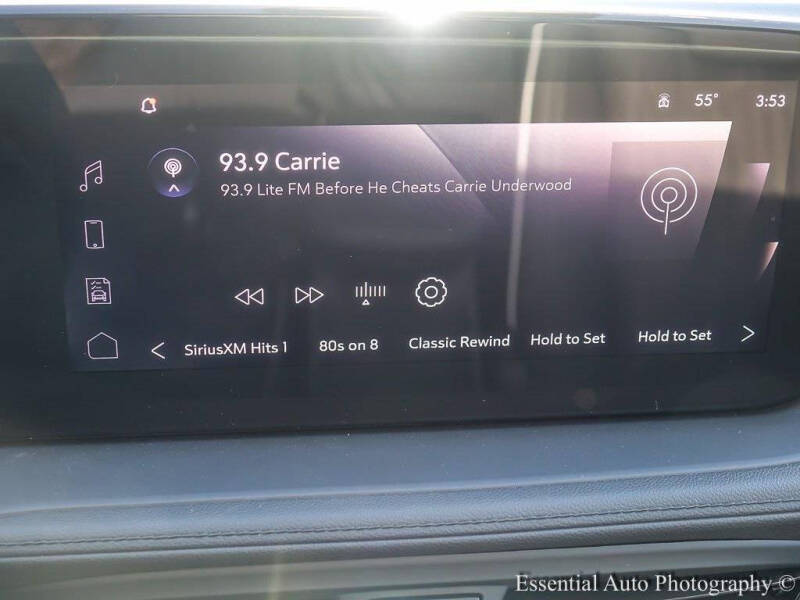 55° 3:53
93.9 Carrie
93.9 Lite FM Before He Cheats Carrie Underwood
SiriusXM Hits 1 80s on 8 Classic Rewind Hold to Set Hold to Set
Essential Auto Photography ©